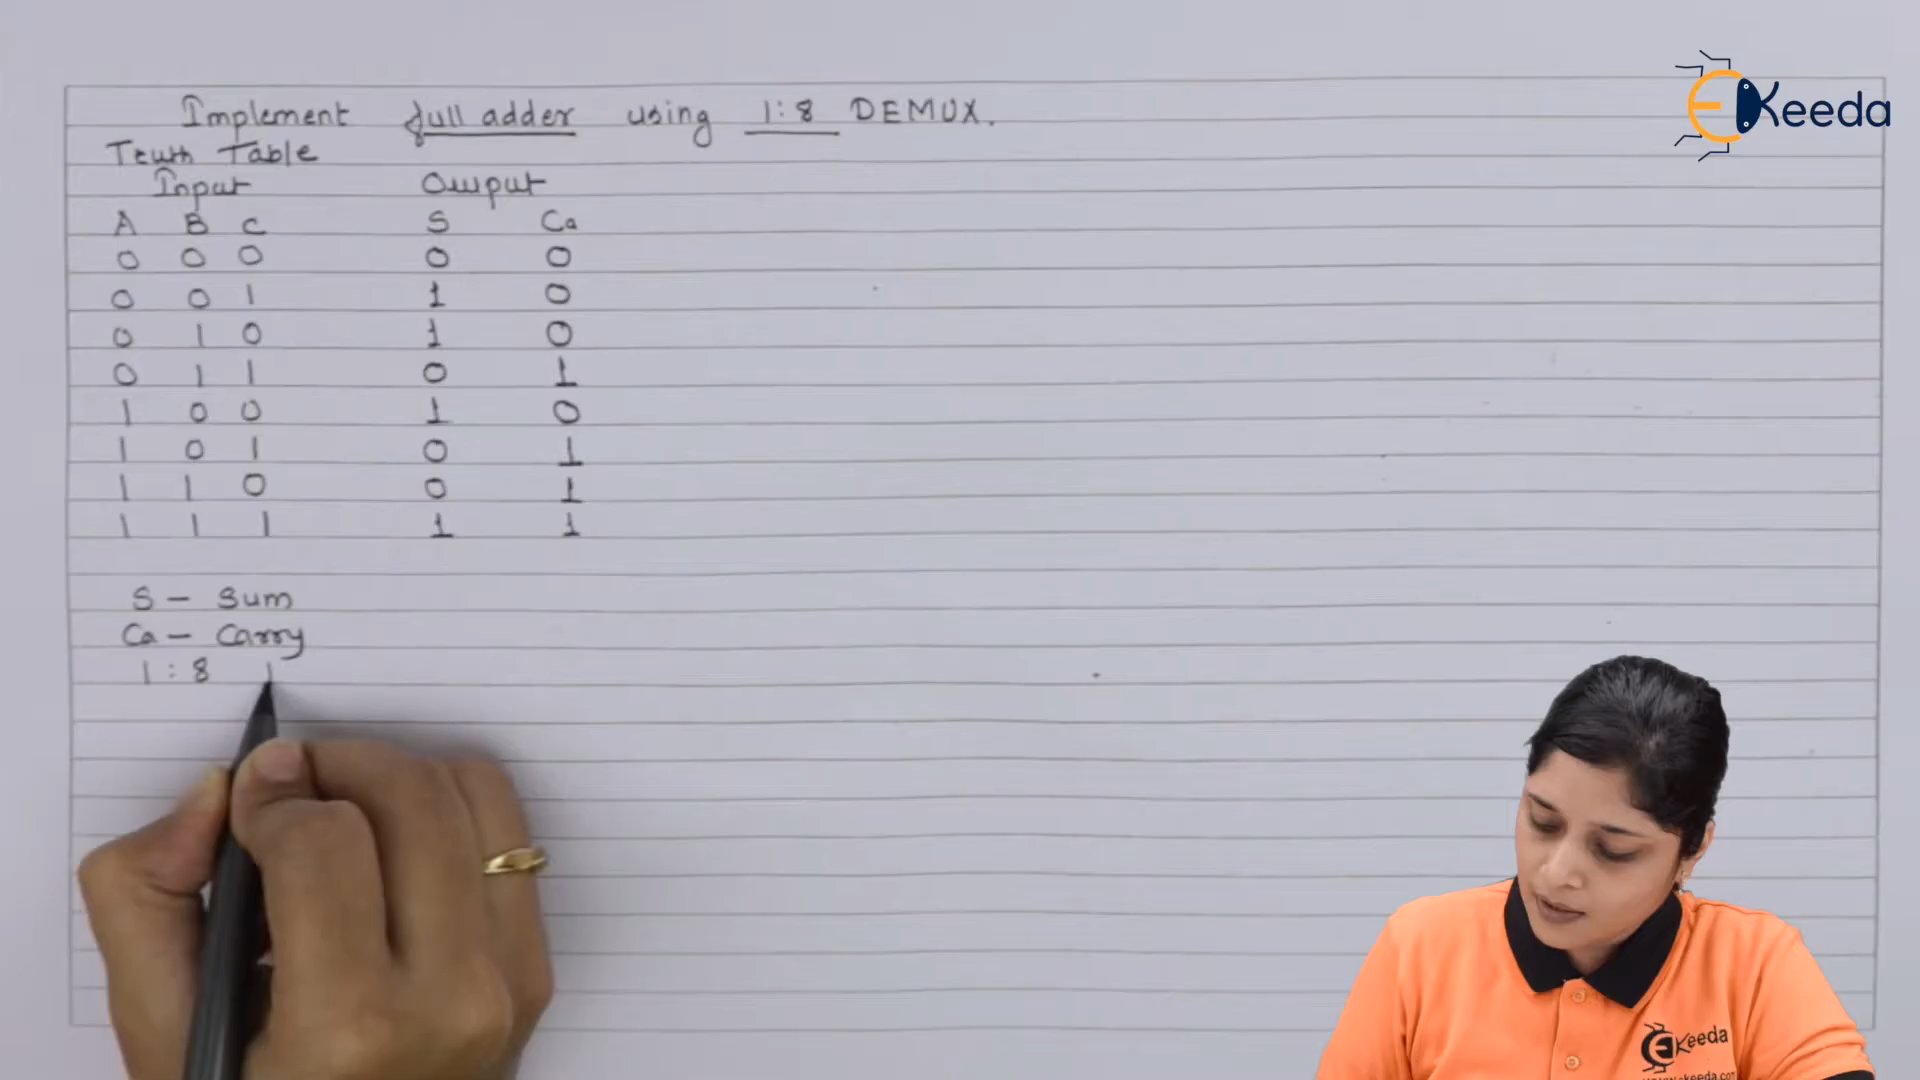 Implement full adder using 1:8 DEMUX.
Truth Table
Input Output
A B C S Ca
0 0 0 0 0
0 0 1 1 0
0 1 0 1 0
0 1 1 0 1
1 0 0 1 0
1 0 1 0 1
1 1 0 0 1
1 1 1 1 1
S - Sum
Ca - Carry
1 : 8 1
EKeeda
EKeeda